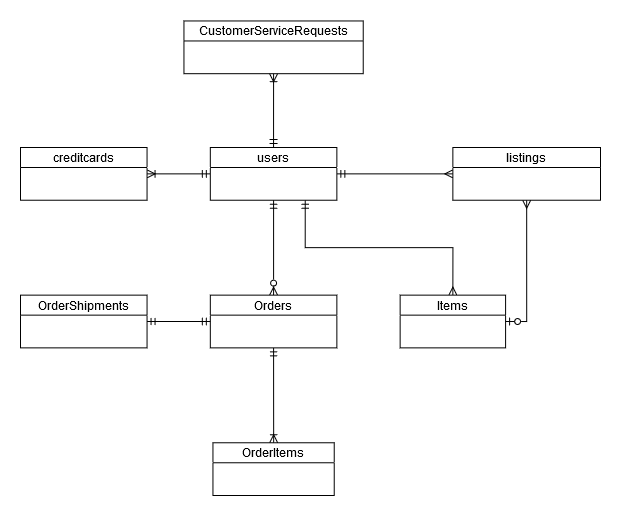 CustomerServiceRequests
creditcards
users
listings
OrderShipments
Orders
Items
OrderItems